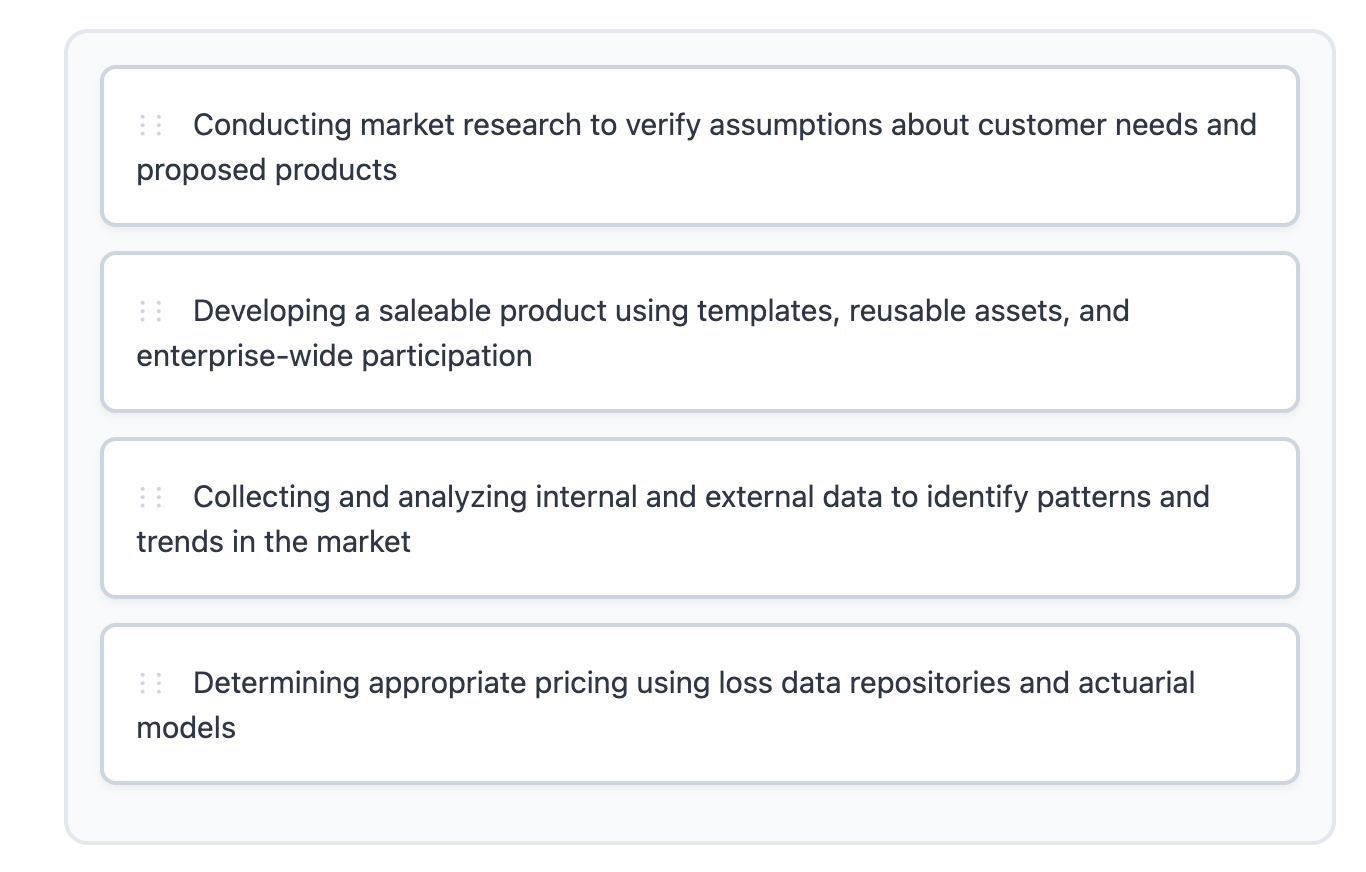 Conducting market research to verify assumptions about customer needs and
proposed products
Developing a saleable product using templates, reusable assets, and
enterprise-wide participation
Collecting and analyzing internal and external data to identify patterns and
trends in the market
Determining appropriate pricing using loss data repositories and actuarial
models